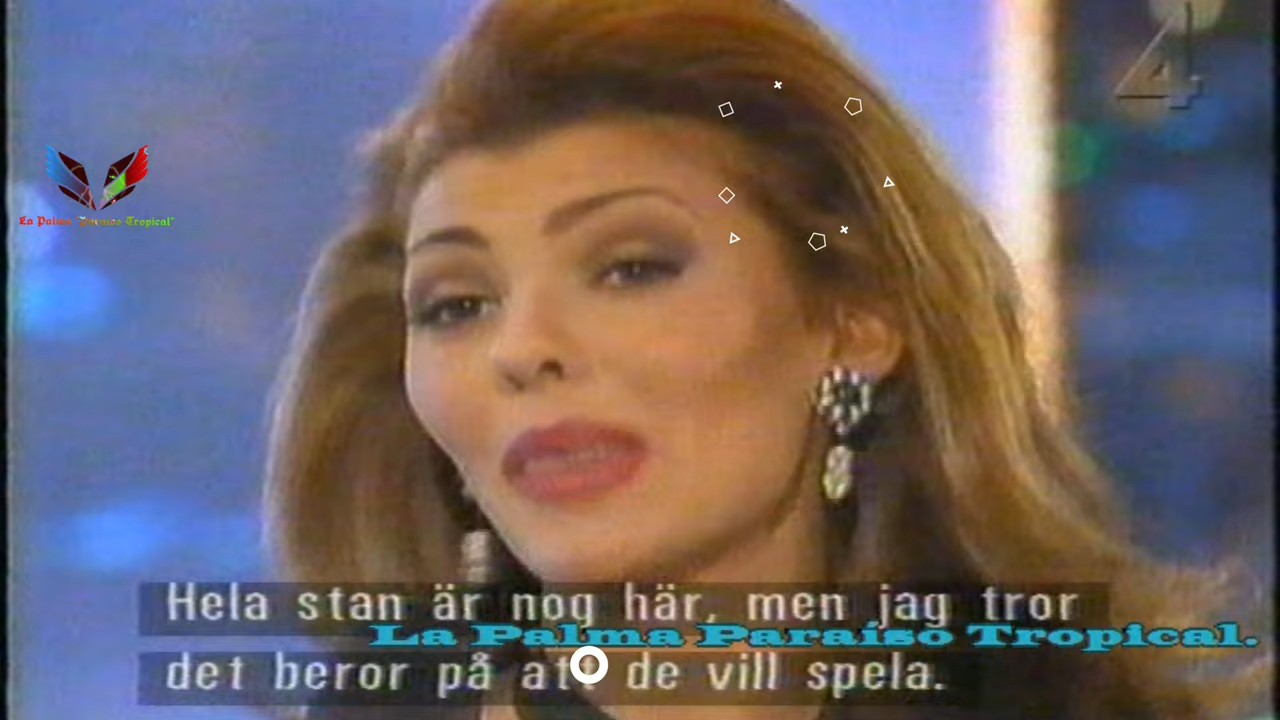 4
La Palma "Paraiso Tropical"
Hela stan är nog här, men jag tror
La Palma Paraíso Tropical.
det beror på att de vill spela.